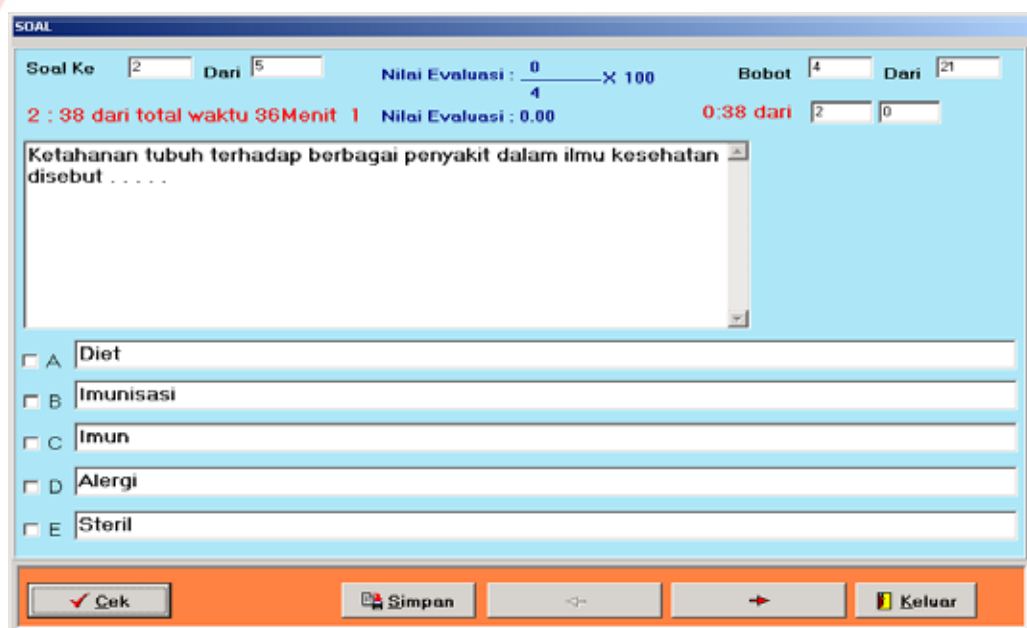 SOAL
Soal Ke 2 Dari 5 Nilai Evaluasi : 0 X 100 Bobot 4 Dari 21
4
2 : 38 dari total waktu 36Menit 1 Nilai Evaluasi : 0.00 0:38 dari 2 0
Ketahanan tubuh terhadap berbagai penyakit dalam ilmu kesehatan
disebut . . . . .
A Diet
B Imunisasi
C Imun
D Alergi
E Steril
Cek Simpan Keluar